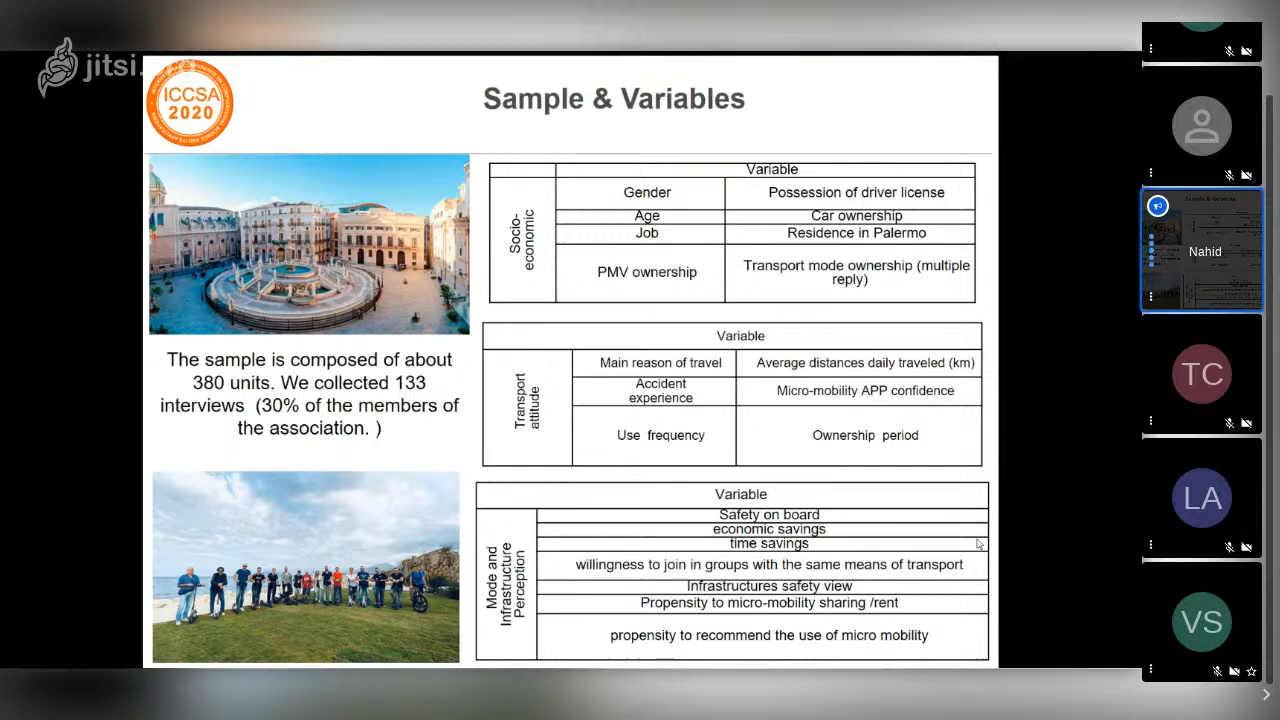 jitsi.org
ICCSA
2020
Sample & Variables
Variable
Socio-
economic
Gender
Possession of driver license
Age
Car ownership
Job
Residence in Palermo
PMV ownership
Transport mode ownership (multiple
reply)
The sample is composed of about
380 units. We collected 133
interviews (30% of the members of
the association. )
Variable
Transport
attitude
Main reason of travel
Average distances daily traveled (km)
Accident
experience
Micro-mobility APP confidence
Use frequency
Ownership period
Variable
Mode and
Infrastructure
Perception
Safety on board
economic savings
time savings
willingness to join in groups with the same means of transport
Infrastructures safety view
Propensity to micro-mobility sharing /rent
propensity to recommend the use of micro mobility
Nahid
TC
LA
VS